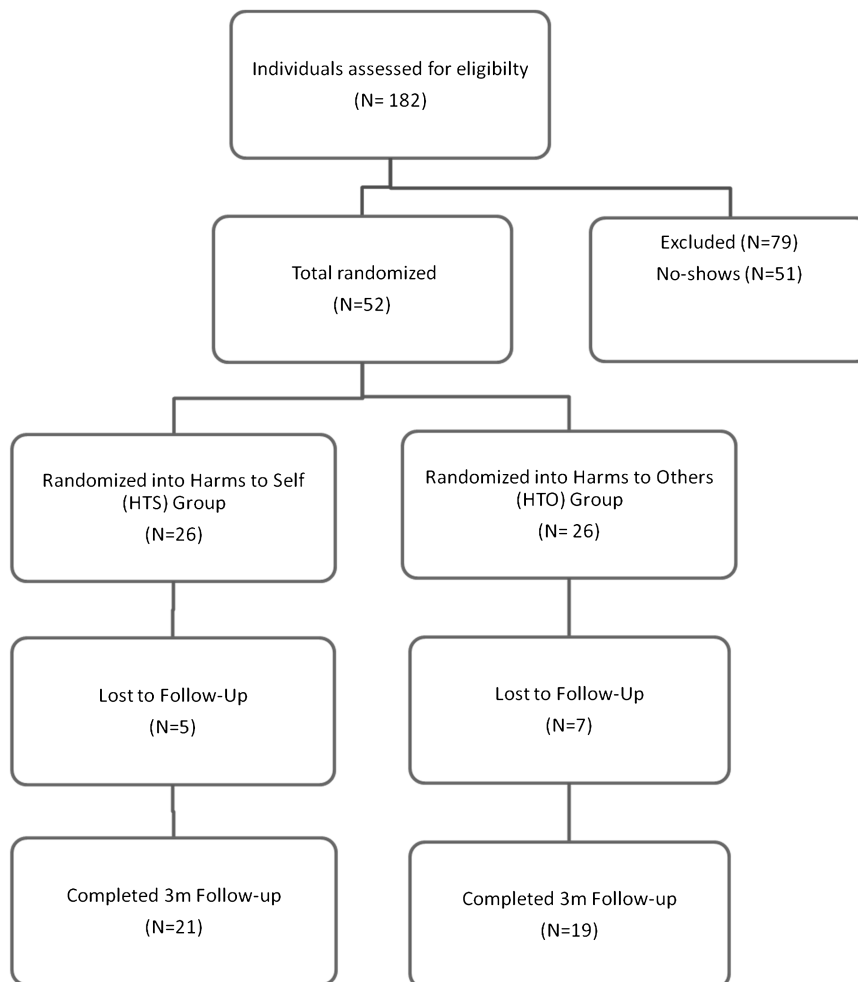 Individuals assessed for eligibilty
(N= 182)
Total randomized
(N=52)
Excluded (N=79)
No-shows (N=51)
Randomized into Harms to Self
(HTS) Group
(N=26)
Randomized into Harms to Others
(HTO) Group
(N= 26)
Lost to Follow-Up
(N=5)
Lost to Follow-Up
(N=7)
Completed 3m Follow-up
(N=21)
Completed 3m Follow-up
(N=19)